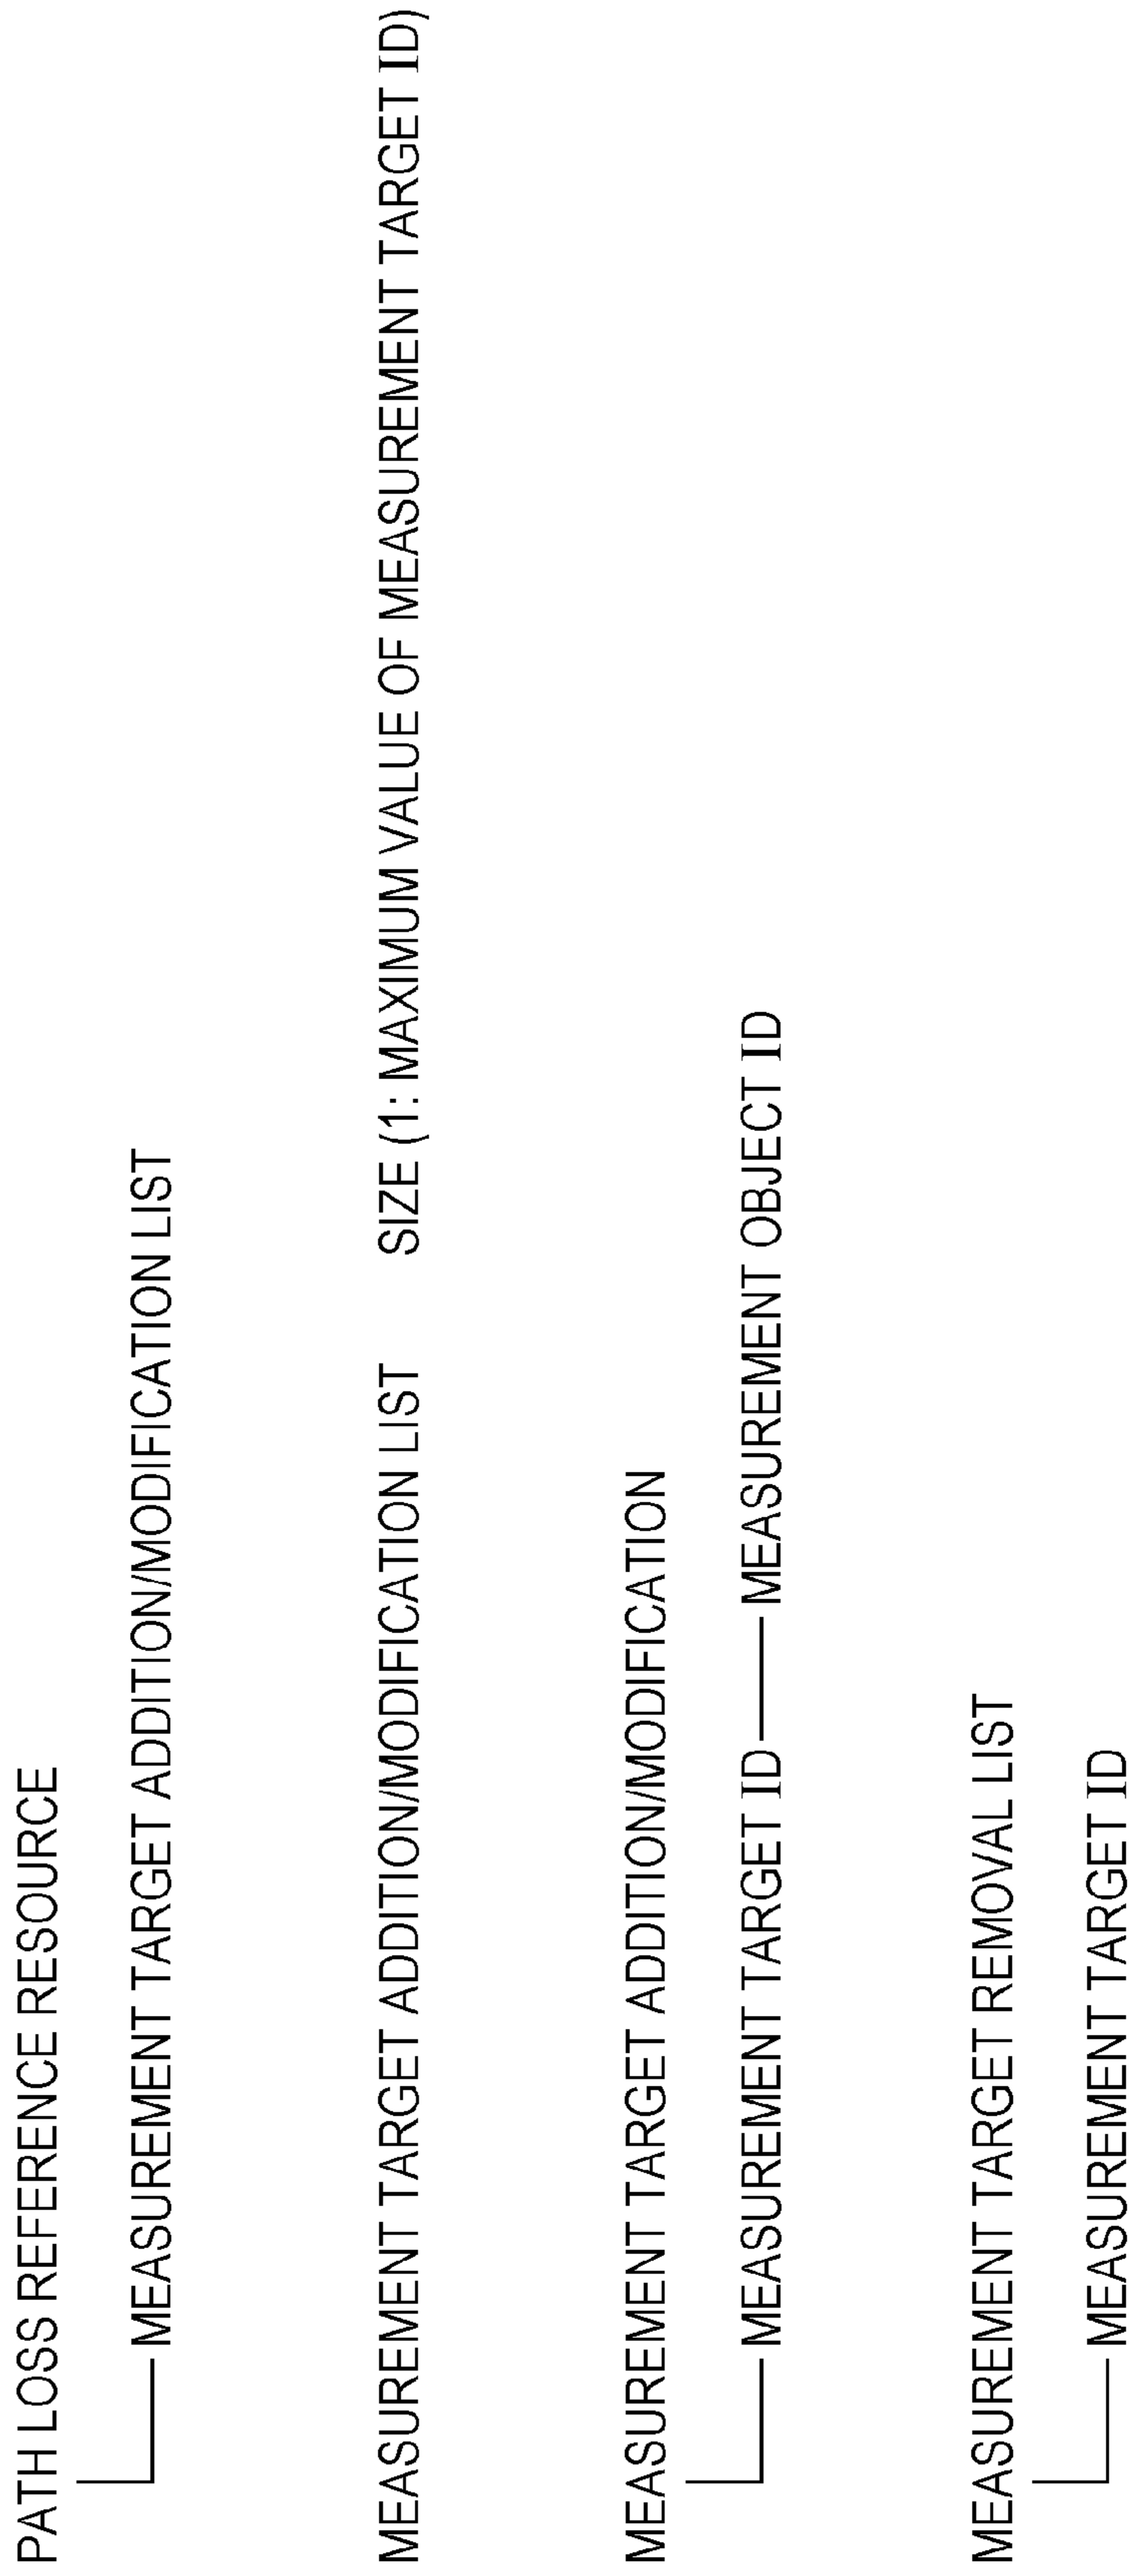 PATH LOSS REFERENCE RESOURCE
MEASUREMENT TARGET ADDITION/MODIFICATION LIST
MEASUREMENT TARGET ADDITION/MODIFICATION LIST SIZE (1: MAXIMUM VALUE OF MEASUREMENT TARGET ID)
MEASUREMENT TARGET ADDITION/MODIFICATION
MEASUREMENT TARGET ID MEASUREMENT OBJECT ID
MEASUREMENT TARGET REMOVAL LIST
MEASUREMENT TARGET ID